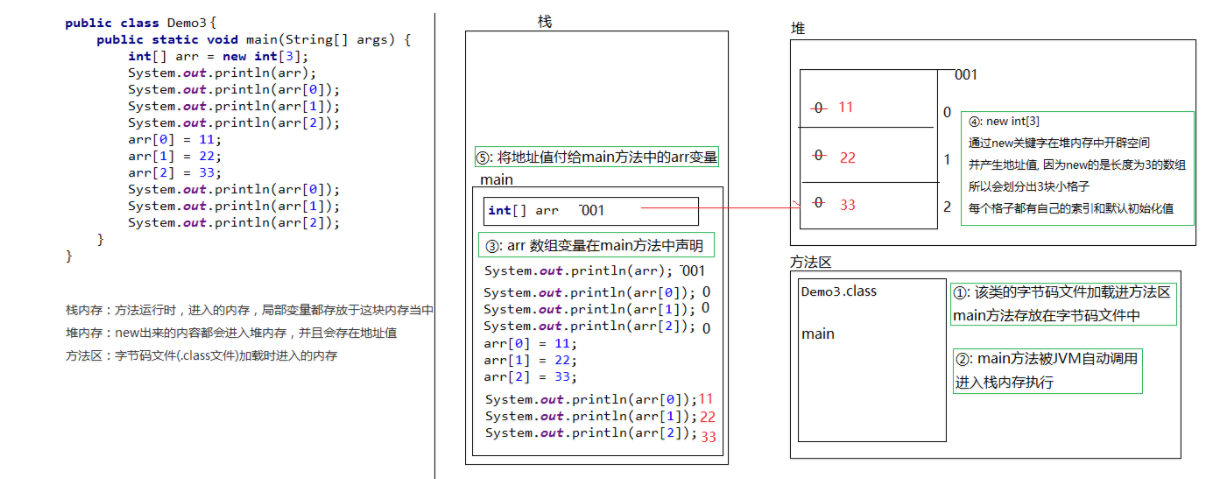 public class Demo3{
public static void main(String[] args) {
int[] arr = new int[3];
System.out.println(arr);
System.out.println(arr[0]);
System.out.println(arr[1]);
System.out.println(arr[2]);
arr[0] = 11;
arr[1] = 22;
arr[2] = 33;
System.out.println(arr[0]);
System.out.println(arr[1]);
System.out.println(arr[2]);
}
}
栈内存：方法运行时，进入的内存，局部变量都存放于这块内存当中
堆内存：new出来的内容都会进入堆内存，并且会存在地址值
方法区：字节码文件(.class文件)加载时进入的内存
栈
⑤: 将地址值付给main方法中的arr变量
main
int[] arr 001
③: arr 数组变量在main方法中声明
System.out.println(arr); 001
System.out.println(arr[0]); 0
System.out.println(arr[1]); 0
System.out.println(arr[2]); 0
arr[0] = 11;
arr[1] = 22;
arr[2] = 33;
System.out.println(arr[0]);11
System.out.println(arr[1]);22
System.out.println(arr[2]);33
堆
001
0 11
0
0 22
1
0 33
2
④: new int[3]
通过new关键字在堆内存中开辟空间
并产生地址值, 因为new的是长度为3的数组
所以会划分出3块小格子
每个格子都有自己的索引和默认初始化值
方法区
Demo3.class
main
①: 该类的字节码文件加载进方法区
main方法存放在字节码文件中
②: main方法被JVM自动调用
进入栈内存执行